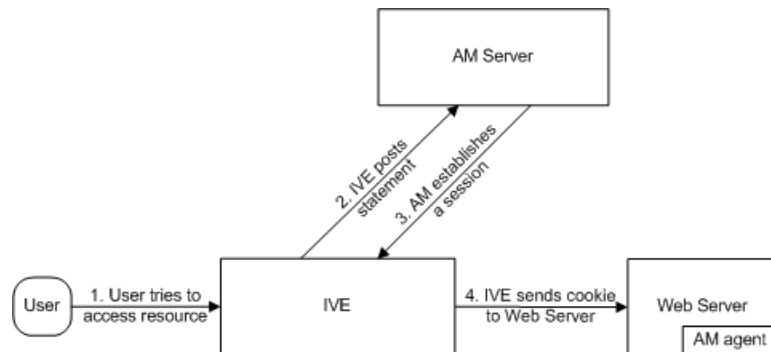 AM Server
2. IVE posts
statement
3. AM establishes
a session
User
1. User tries to
access resource
IVE
4. IVE sends cookie
to Web Server
Web Server
AM agent